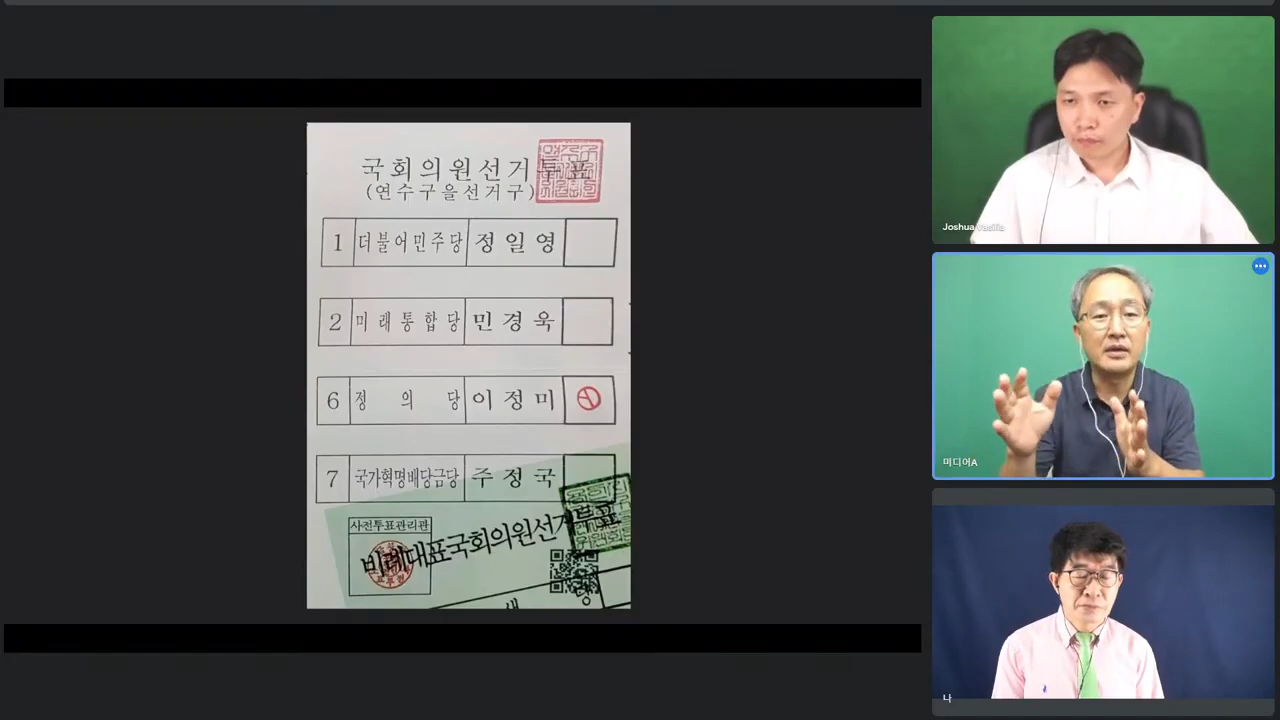 국회의원선거투표
(연수구을선거구)
1 더불어민주당 정일영
2 미래통합당 민경욱
6 정의당 이정미
7 국가혁명배당금당 주정국
사전투표관리관
비례대표국회의원선거투표
Joshua
미디어A
나